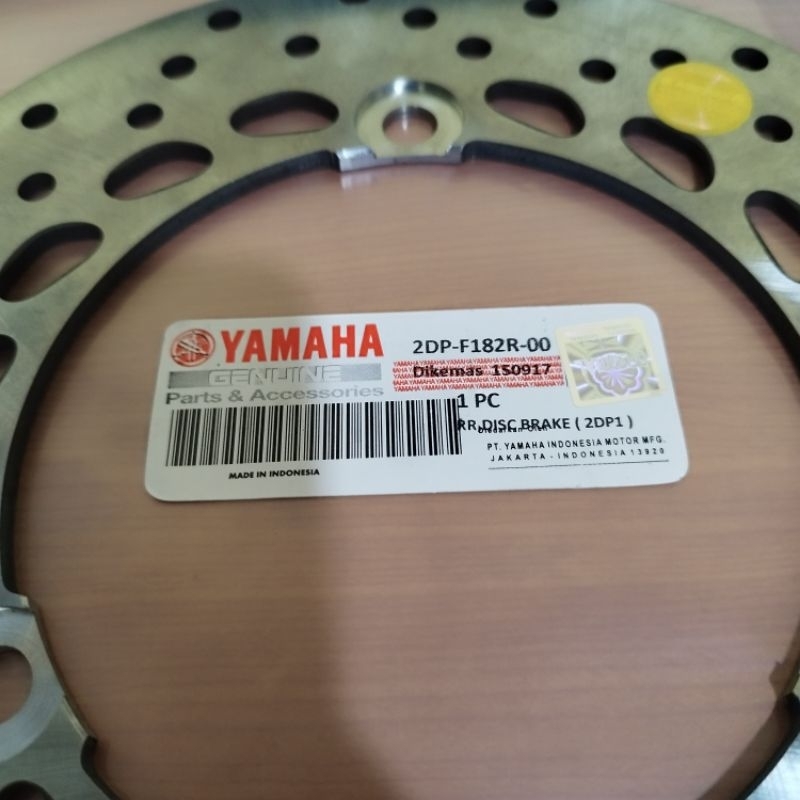 YAMAHA
GENUINE
Parts & Accessories
MADE IN INDONESIA
2DP-F182R-00
Dikemas 150917
1 PC
RR,DISC BRAKE ( 2DP1 )
PT. YAMAHA INDONESIA MOTOR MFG.
JAKARTA - INDONESIA 13920